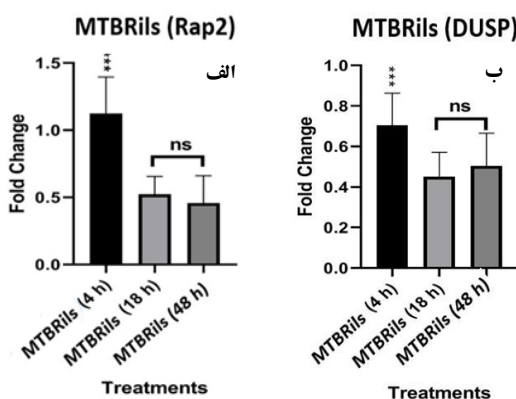 MTBRils (Rap2)
الف
***
ns
1.5
1.0
0.5
0.0
Fold Change
MTBRils (4 h)
MTBRils (18 h)
MTBRils (48 h)
Treatments
MTBRils (DUSP)
ب
***
ns
1.0
0.8
0.6
0.4
0.2
0.0
Fold Change
MTBRils (4 h)
MTBRils (18 h)
MTBRils (48 h)
Treatments